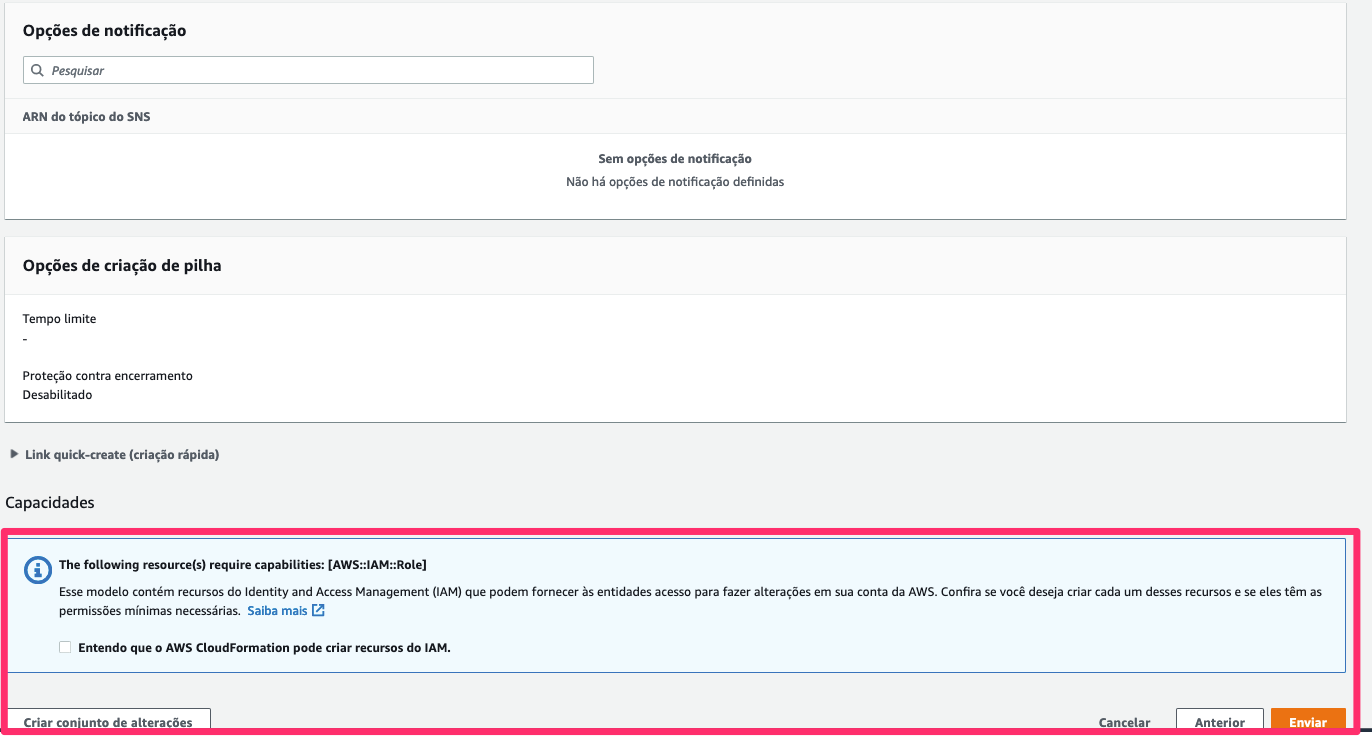 Opções de notificação
Pesquisar
ARN do tópico do SNS
Sem opções de notificação
Não há opções de notificação definidas
Opções de criação de pilha
Tempo limite
-
Proteção contra encerramento
Desabilitado
Link quick-create (criação rápida)
Capacidades
The following resource(s) require capabilities: [AWS::IAM::Role]
Esse modelo contém recursos do Identity and Access Management (IAM) que podem fornecer às entidades acesso para fazer alterações em sua conta da AWS. Confira se você deseja criar cada um desses recursos e se eles têm as
permissões mínimas necessárias. Saiba mais
Entendo que o AWS CloudFormation pode criar recursos do IAM.
Criar conjunto de alterações Cancelar Anterior Enviar